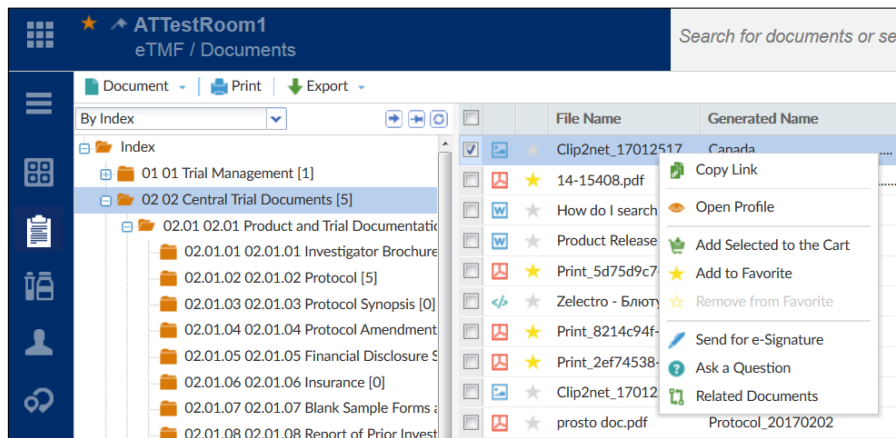 ATTestRoom1
eTMF / Documents
Search for documents or se
Document
Print
Export
By Index
Index
01 01 Trial Management [1]
02 02 Central Trial Documents [5]
02.01 02.01 Product and Trial Documentatio
02.01.01 02.01.01 Investigator Brochure
02.01.02 02.01.02 Protocol [5]
02.01.03 02.01.03 Protocol Synopsis [0]
02.01.04 02.01.04 Protocol Amendment
02.01.05 02.01.05 Financial Disclosure S
02.01.06 02.01.06 Insurance [0]
02.01.07 02.01.07 Blank Sample Forms a
02.01.08 02.01.08 Report of Prior Invest
File Name Generated Name
Clip2net_17012517 Canada
14-15408.pdf
How do I search
Product Release
Print_5d75d9c7-
Zelectro - Блюту
Print_8214c94f-
Print_2ef74538-
Clip2net_17012
prosto doc.pdf Protocol_20170202
Copy Link
Open Profile
Add Selected to the Cart
Add to Favorite
Remove from Favorite
Send for e-Signature
Ask a Question
Related Documents